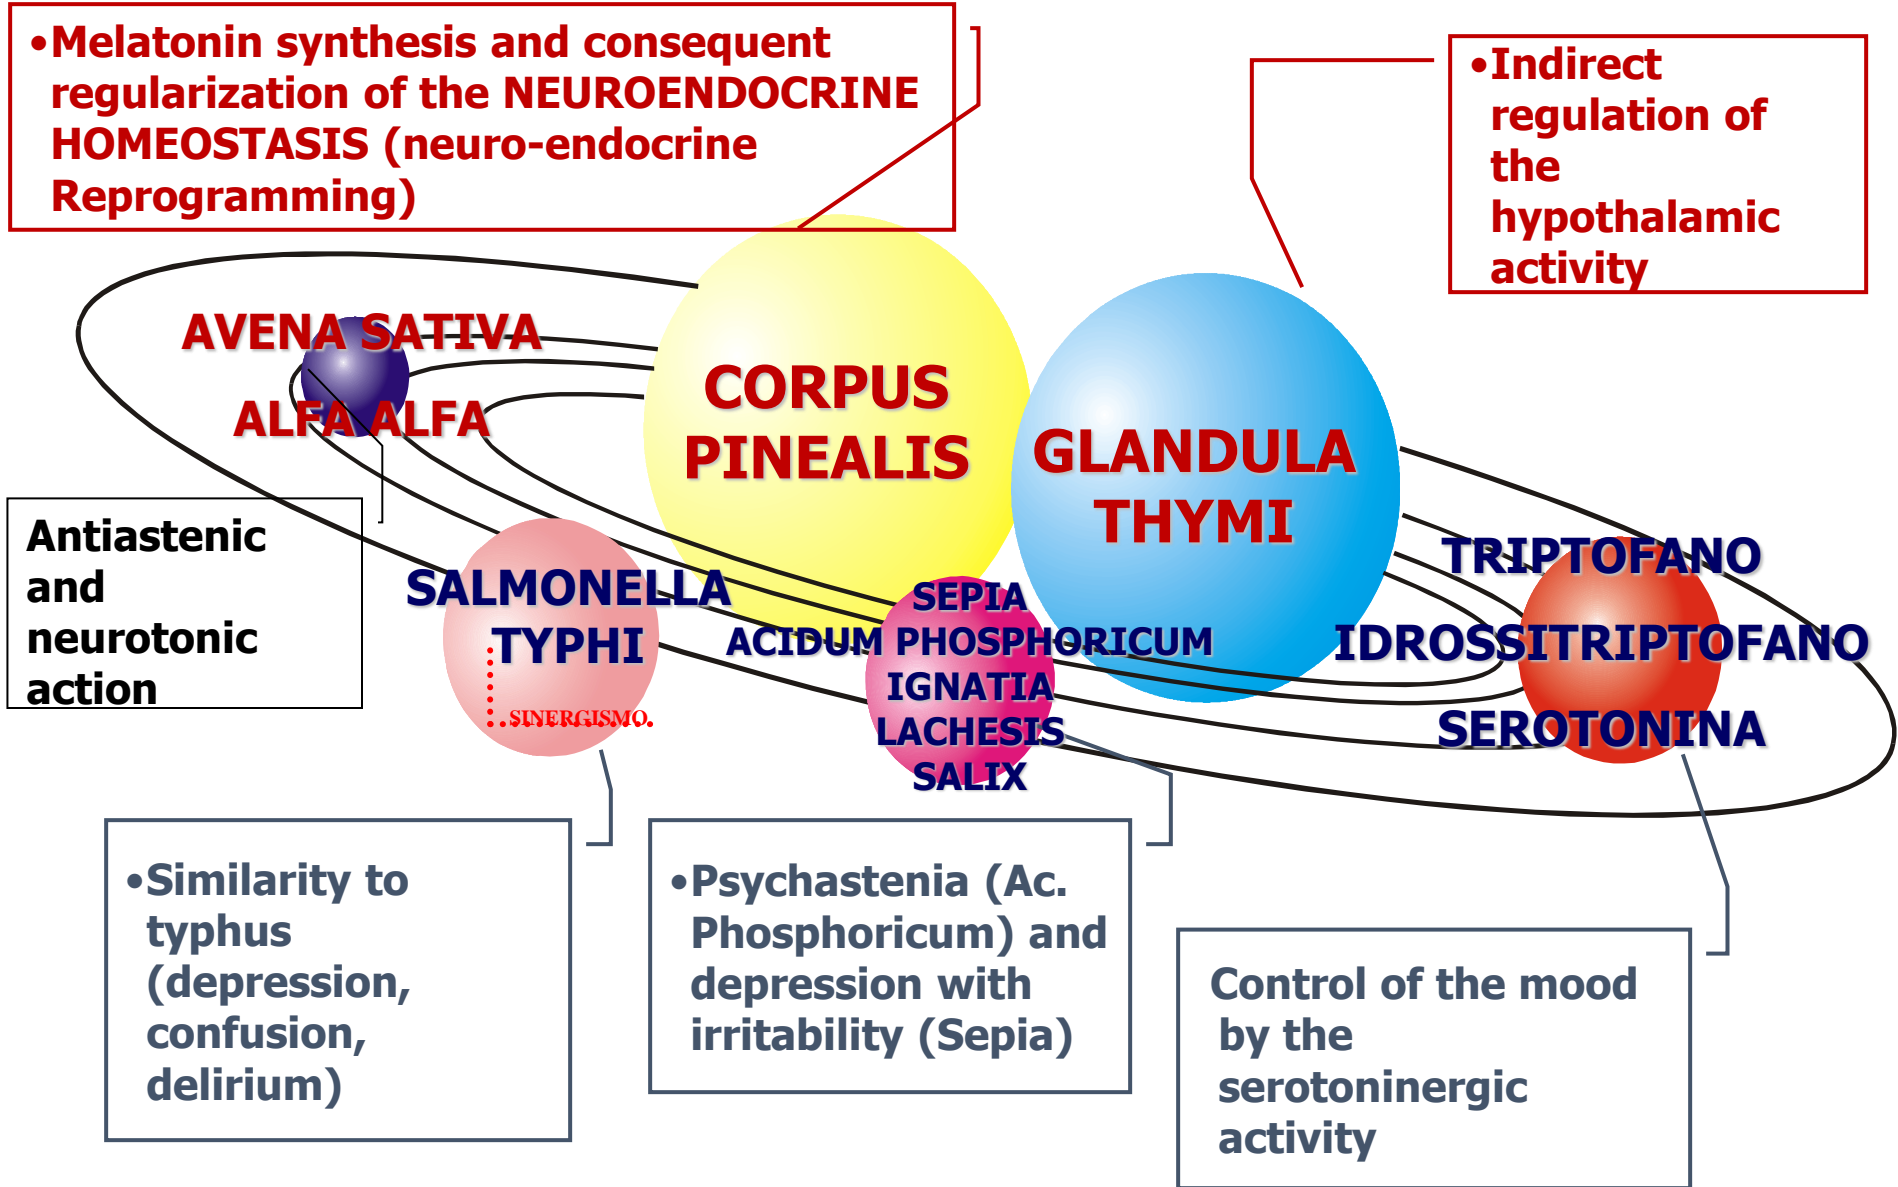 •Melatonin synthesis and consequent
regularization of the NEUROENDOCRINE
HOMEOSTASIS (neuro-endocrine
Reprogramming)
•Indirect
regulation of
the
hypothalamic
activity
AVENA SATIVA
ALFA ALFA
CORPUS
PINEALIS
GLANDULA
THYMI
Antiastenic
and
neurotonic
action
SALMONELLA
TYPHI
SINERGISMO
SEPIA
ACIDUM PHOSPHORICUM
IGNATIA
LACHESIS
SALIX
TRIPTOFANO
IDROSSITRIPTOFANO
SEROTONINA
•Similarity to
typhus
(depression,
confusion,
delirium)
•Psychastenia (Ac.
Phosphoricum) and
depression with
irritability (Sepia)
Control of the mood
by the
serotoninergic
activity